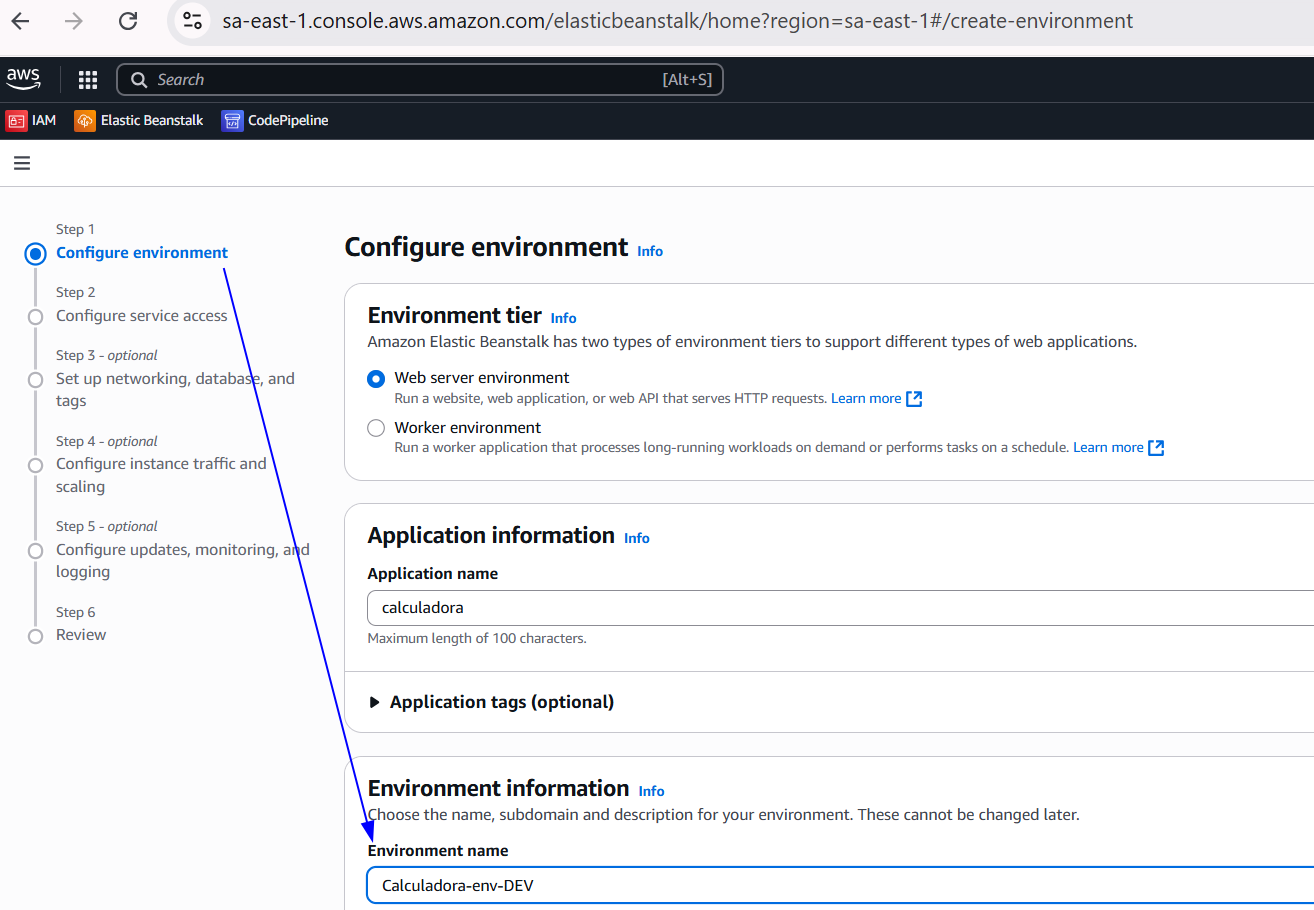 sa-east-1.console.aws.amazon.com/elasticbeanstalk/home?region=sa-east-1#/create-environment
aws
Search
[Alt+S]
IAM
Elastic Beanstalk
CodePipeline
Step 1
Configure environment
Step 2
Configure service access
Step 3 - optional
Set up networking, database, and
tags
Step 4 - optional
Configure instance traffic and
scaling
Step 5 - optional
Configure updates, monitoring, and
logging
Step 6
Review
Configure environment Info
Environment tier Info
Amazon Elastic Beanstalk has two types of environment tiers to support different types of web applications.
Web server environment
Run a website, web application, or web API that serves HTTP requests. Learn more
Worker environment
Run a worker application that processes long-running workloads on demand or performs tasks on a schedule. Learn more
Application information Info
Application name
calculadora
Maximum length of 100 characters.
Application tags (optional)
Environment information Info
Choose the name, subdomain and description for your environment. These cannot be changed later.
Environment name
Calculadora-env-DEV